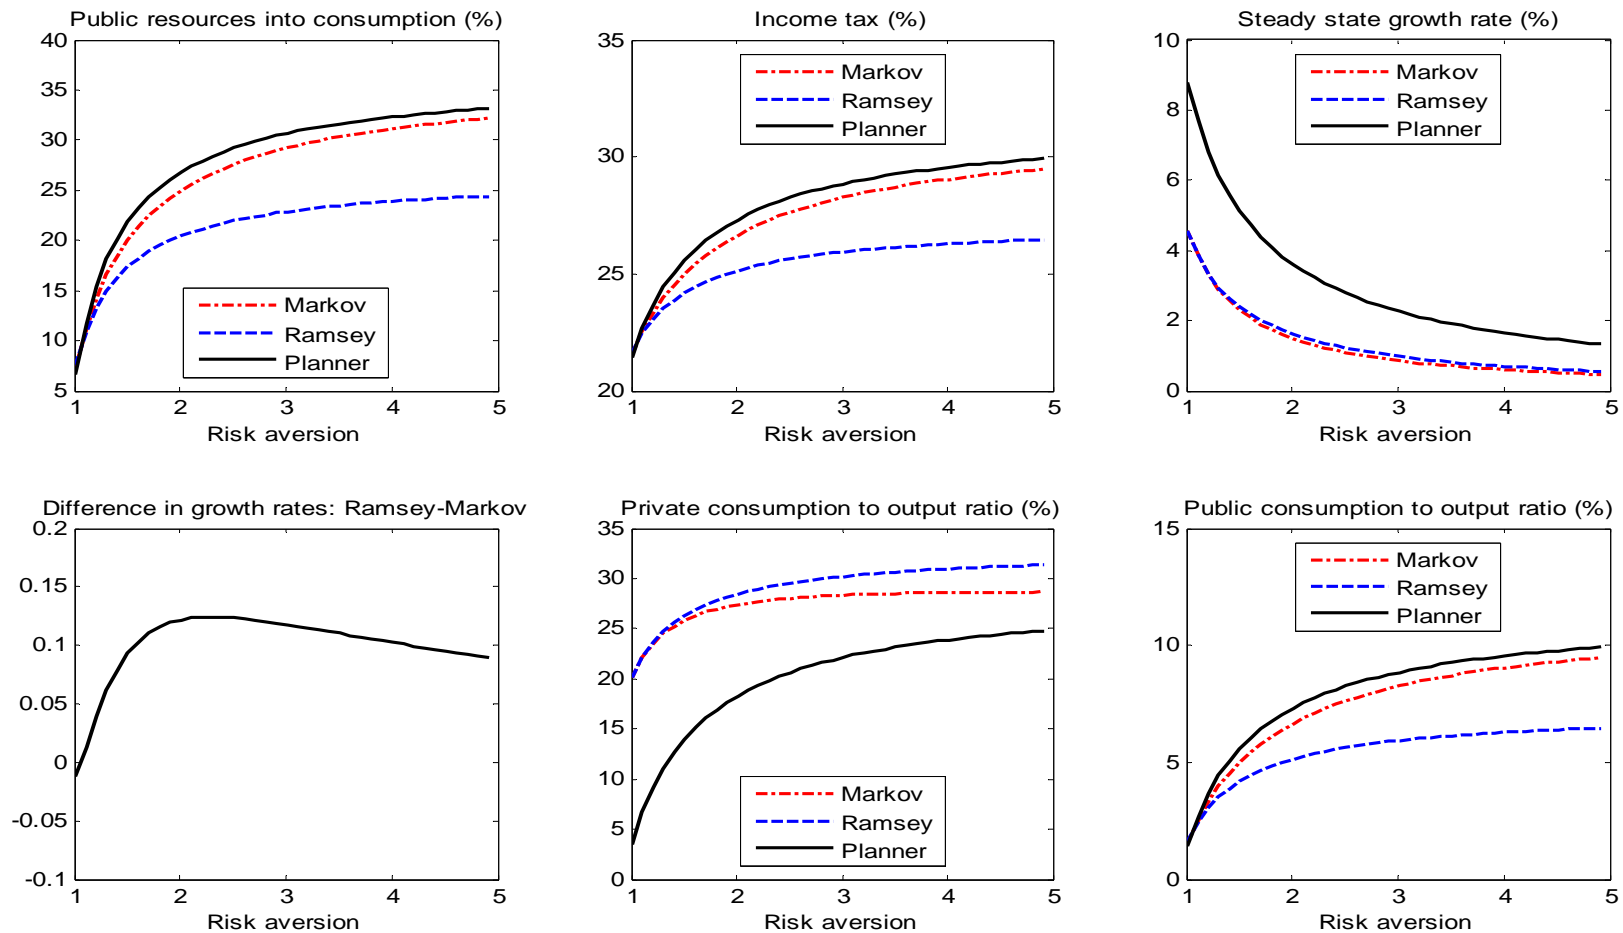 Public resources into consumption (%)
40
35
30
25
20
15
10
5
Markov
Ramsey
Planner
1 2 3 4 5
Risk aversion
Income tax (%)
35
30
25
20
Markov
Ramsey
Planner
1 2 3 4 5
Risk aversion
Steady state growth rate (%)
10
8
6
4
2
0
Markov
Ramsey
Planner
1 2 3 4 5
Risk aversion
Difference in growth rates: Ramsey-Markov
0.2
0.15
0.1
0.05
0
-0.05
-0.1
1 2 3 4 5
Risk aversion
Private consumption to output ratio (%)
35
30
25
20
15
10
5
0
Markov
Ramsey
Planner
1 2 3 4 5
Risk aversion
Public consumption to output ratio (%)
15
10
5
0
Markov
Ramsey
Planner
1 2 3 4 5
Risk aversion